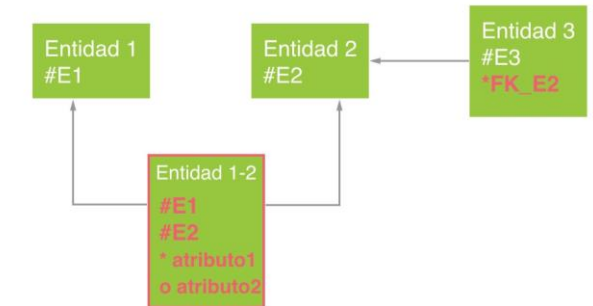 Entidad 1
#E1
Entidad 2
#E2
Entidad 3
#E3
*FK_E2
Entidad 1-2
#E1
#E2
* atributo1
o atributo2